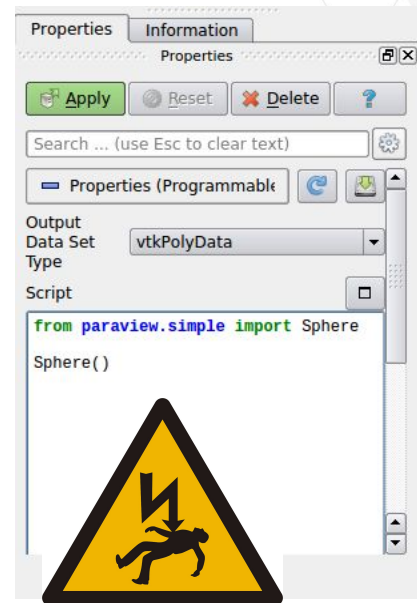 Properties Information
Properties
Apply Reset Delete ?
Search ... (use Esc to clear text)
Properties (Programmable
Output
Data Set
Type
vtkPolyData
Script
from paraview.simple import Sphere
Sphere()